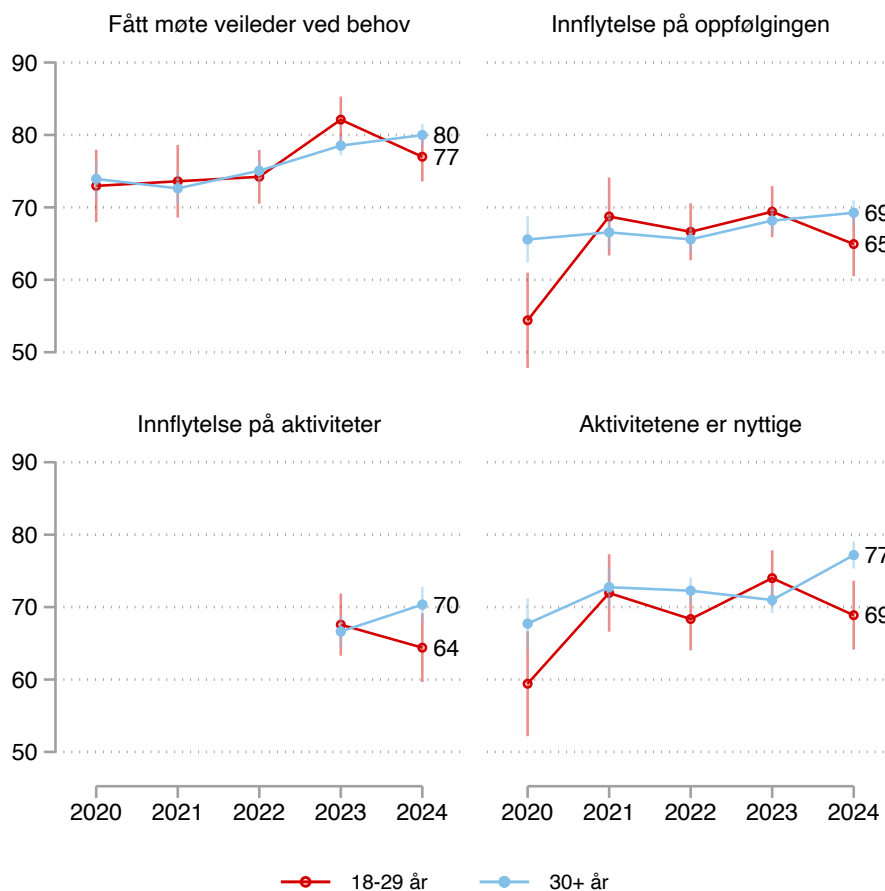 Fått møte veileder ved behov
Innflytelse på oppfølgingen
90
80
70
60
50
80
77
69
65
Innflytelse på aktiviteter
Aktivitetene er nyttige
90
80
70
60
50
70
64
77
69
2020 2021 2022 2023 2024
2020 2021 2022 2023 2024
18-29 år 30+ år